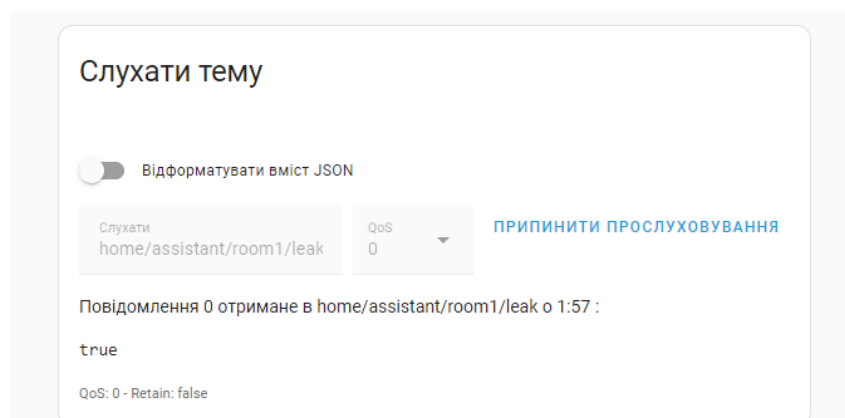 Слухати тему
Відформатувати вміст JSON
Слухати
home/assistant/room1/leak
QoS
0
ПРИПИНИТИ ПРОСЛУХОВУВАННЯ
Повідомлення 0 отримане в home/assistant/room1/leak о 1:57 :
true
QoS: 0 - Retain: false